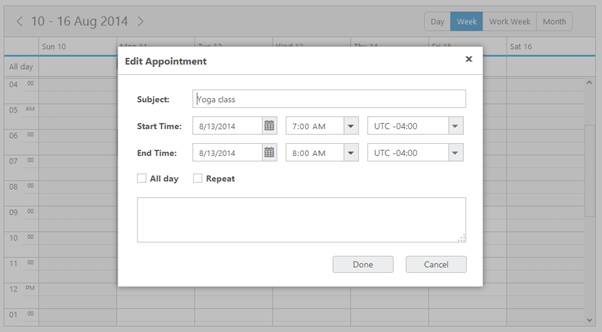 10 - 16 Aug 2014 Day Week Work Week Month
Sun 10 Mon 11 Tue 12 Wed 13 Thu 14 Fri 15 Sat 16
All day
Edit Appointment
04 00
Subject: Yoga class
05 AM
Start Time: 8/13/2014 7:00 AM UTC -04:00
06 00
End Time: 8/13/2014 8:00 AM UTC -04:00
07 00
All day Repeat
08 00
09 00
10 00
Done Cancel
11 00
12 PM
01 00